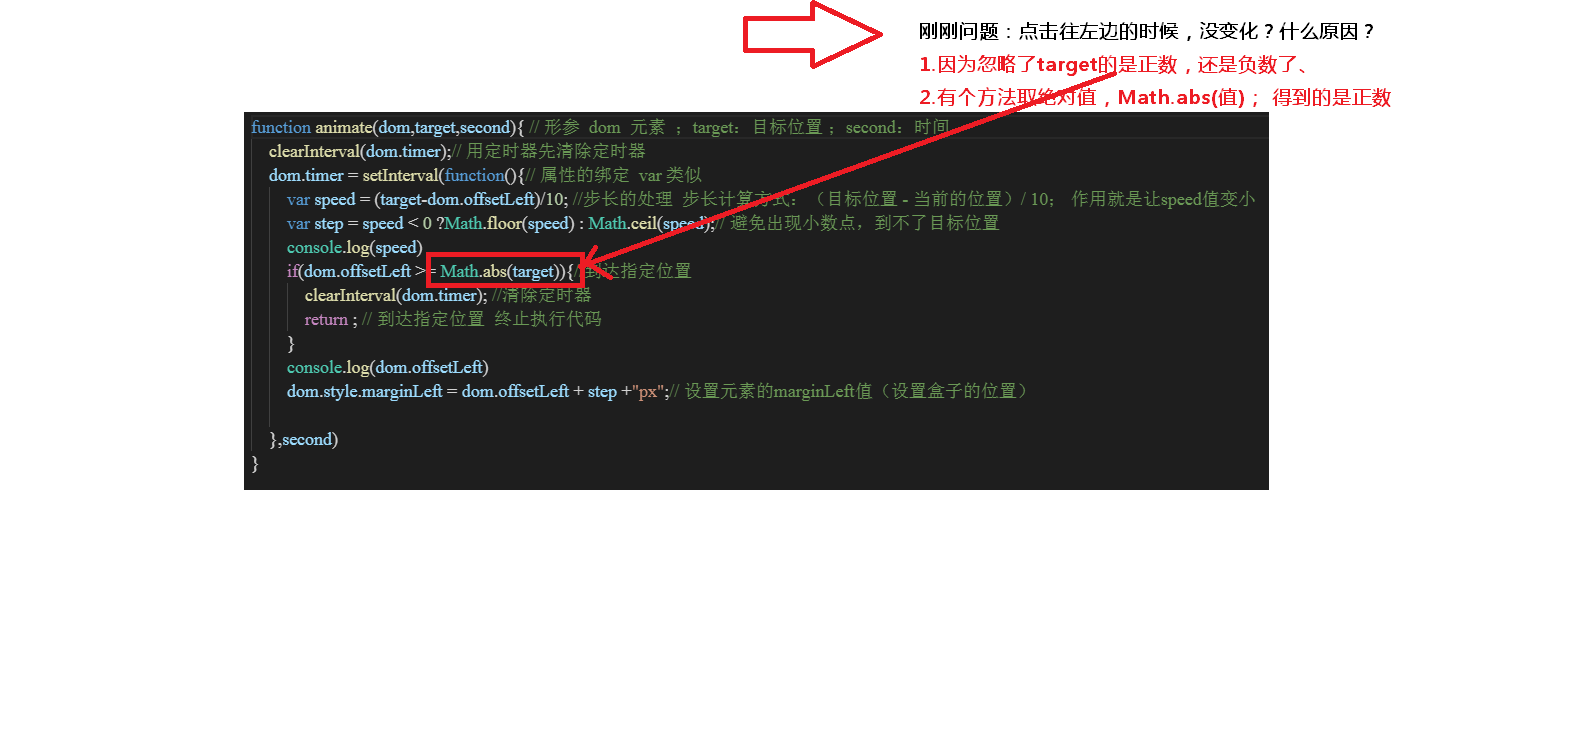 刚刚问题：点击往左边的时候，没变化？什么原因？
1.因为忽略了target的是正数，还是负数了、
2.有个方法取绝对值，Math.abs(值)； 得到的是正数
function animate(dom,target,second){ // 形参 dom 元素 ；target：目标位置；second：时间
clearInterval(dom.timer);// 用定时器先清除定时器
dom.timer = setInterval(function(){// 属性的绑定 var 类似
var speed = (target-dom.offsetLeft)/10; //步长的处理 步长计算方式：（目标位置 - 当前的位置）/ 10； 作用就是让speed值变小
var step = speed < 0 ?Math.floor(speed) : Math.ceil(speed);// 避免出现小数点，到不了目标位置
console.log(speed)
if(dom.offsetLeft >= Math.abs(target)){//到达指定位置
clearInterval(dom.timer); //清除定时器
return ; // 到达指定位置 终止执行代码
}
console.log(dom.offsetLeft)
dom.style.marginLeft = dom.offsetLeft + step +"px";// 设置元素的marginLeft值（设置盒子的位置）
},second)
}